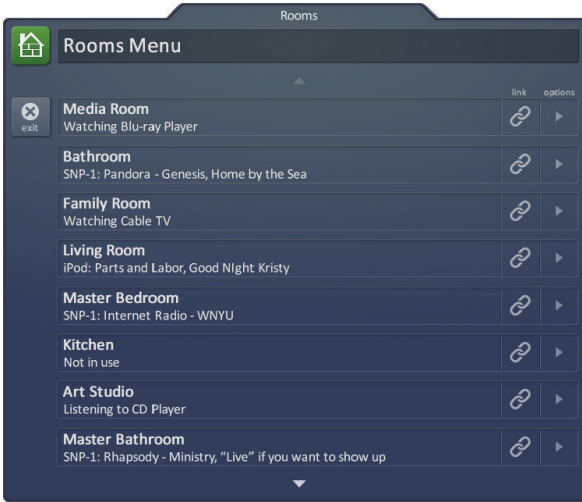 Rooms
Rooms Menu
link options
exit
Media Room
Watching Blu-ray Player
Bathroom
SNP-1: Pandora - Genesis, Home by the Sea
Family Room
Watching Cable TV
Living Room
iPod: Parts and Labor, Good NIght Kristy
Master Bedroom
SNP-1: Internet Radio - WNYU
Kitchen
Not in use
Art Studio
Listening to CD Player
Master Bathroom
SNP-1: Rhapsody - Ministry, “Live” if you want to show up